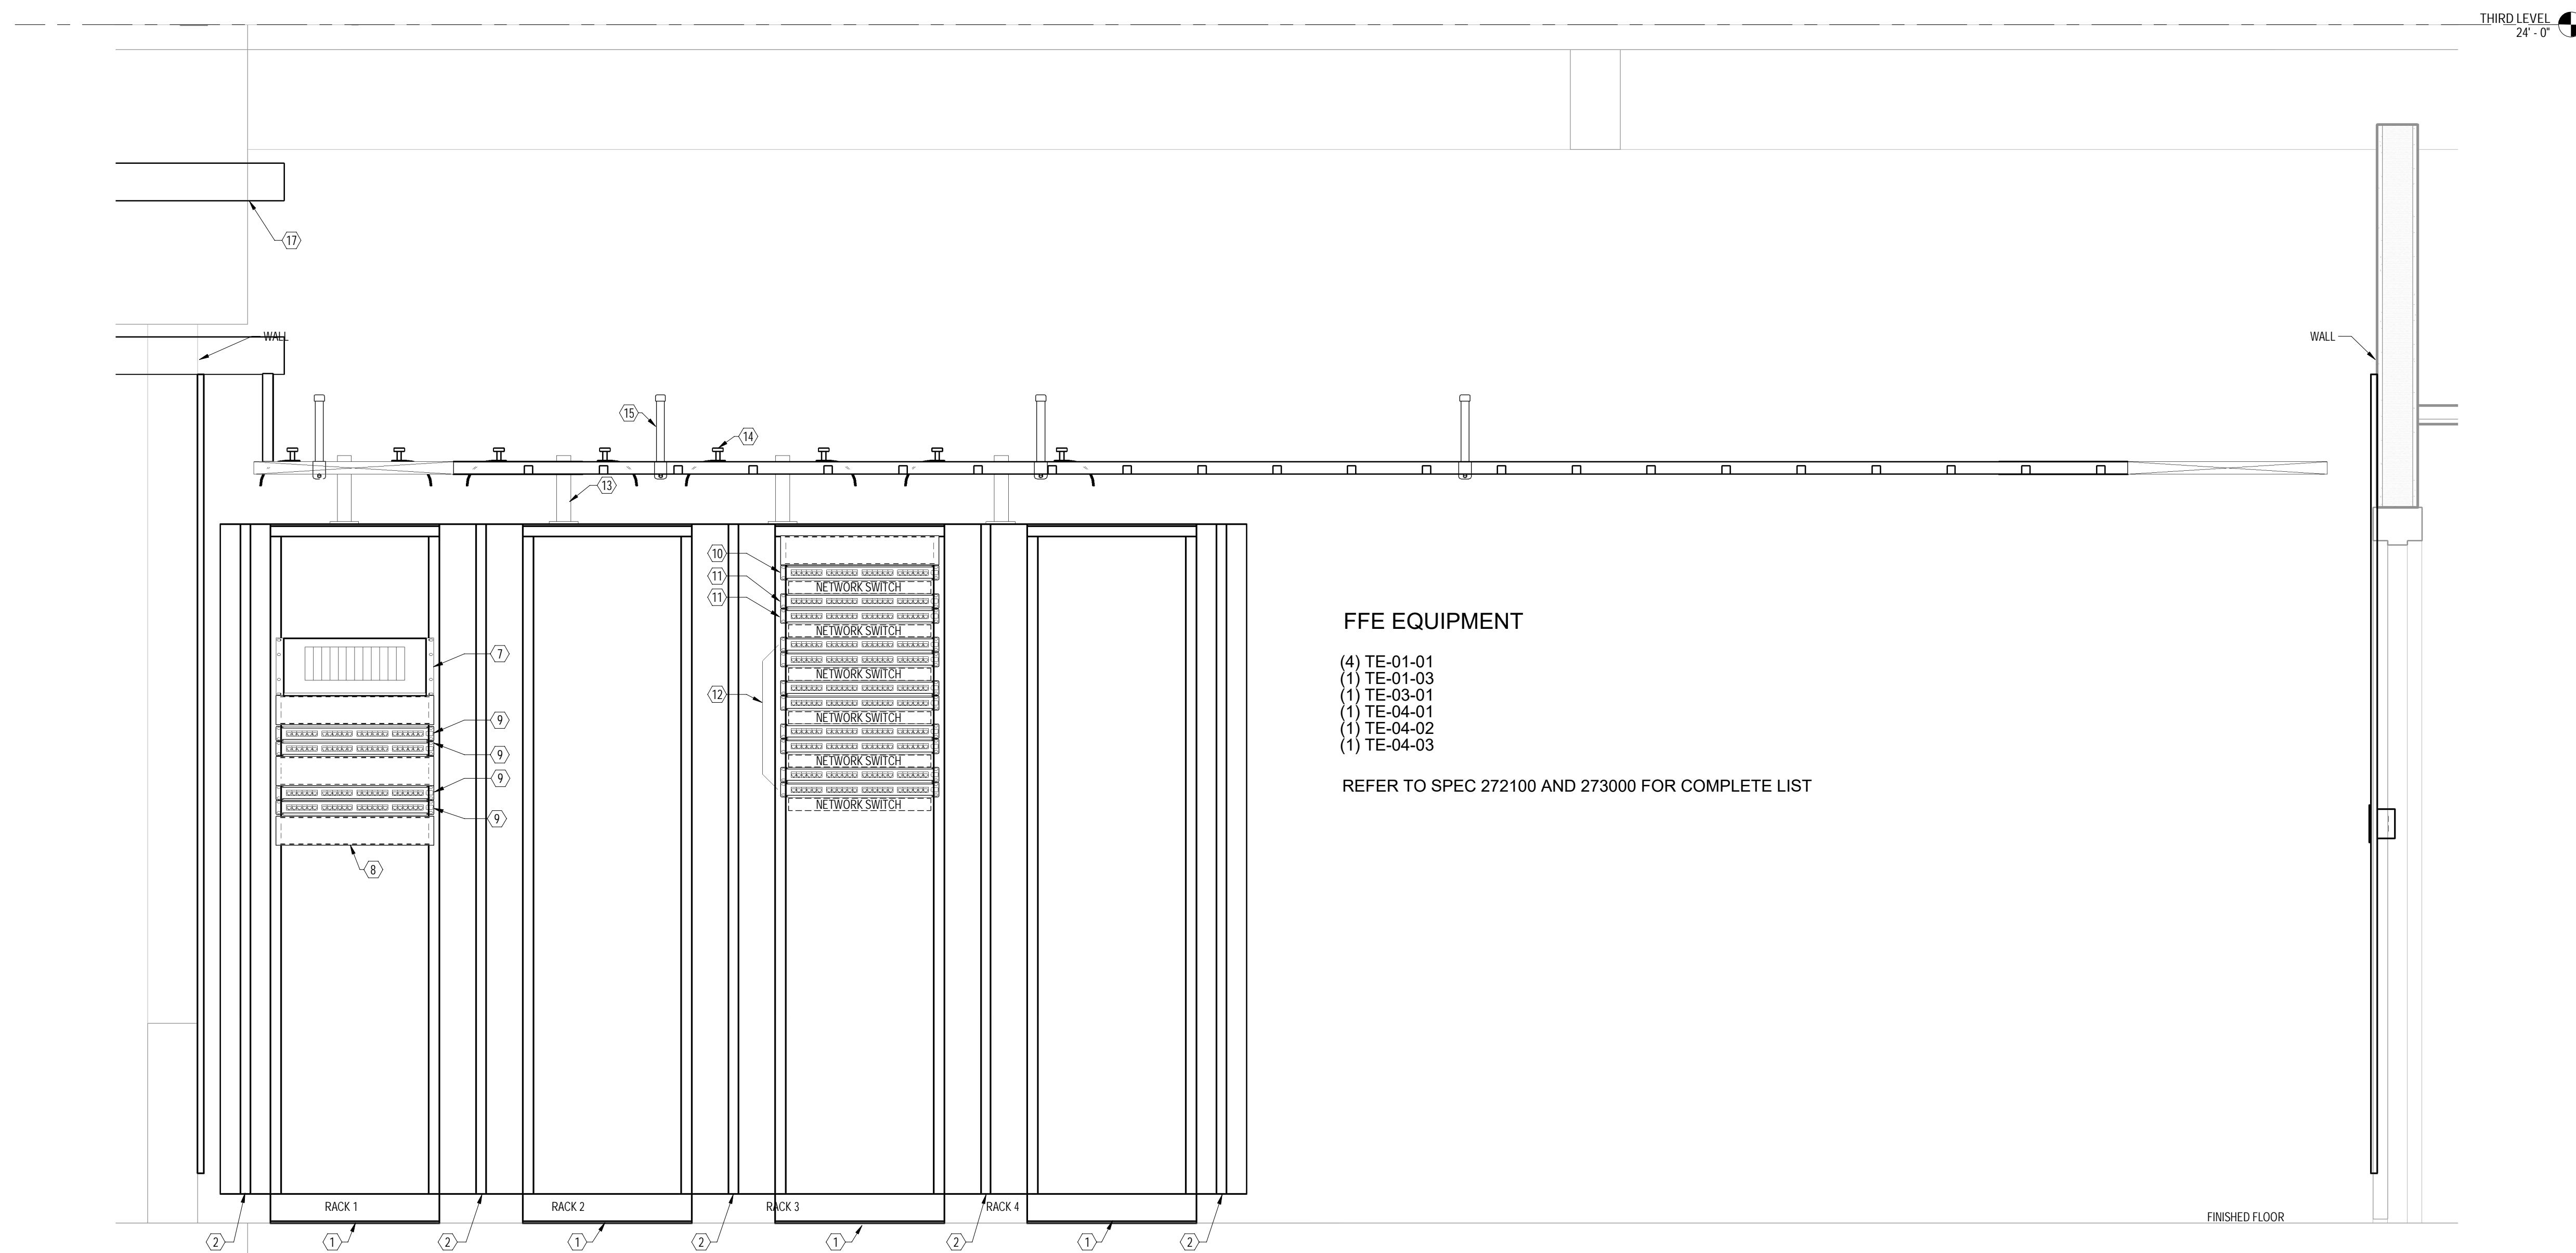 THIRD LEVEL
24' - 0"
17
WALL
WALL
15
14
13
10
NETWORK SWITCH
11
11
NETWORK SWITCH
FFE EQUIPMENT
7
(4) TE-01-01
(1) TE-01-03
NETWORK SWITCH
12
(1) TE-03-01
(1) TE-04-01
9
NETWORK SWITCH
(1) TE-04-02
(1) TE-04-03
9
NETWORK SWITCH
9
REFER TO SPEC 272100 AND 273000 FOR COMPLETE LIST
NETWORK SWITCH
9
8
RACK 1
RACK 2
RACK 3
RACK 4
FINISHED FLOOR
2
1
2
1
2
1
2
1
2